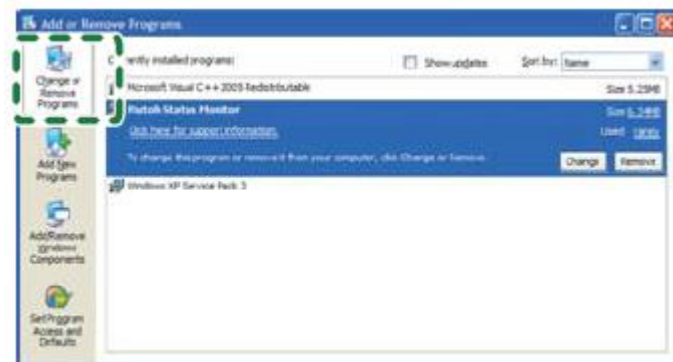 Add or Remove Programs
Change or
Remove
Programs
Currently installed programs:
Show updates
Sort by: Name
Microsoft Visual C++ 2005 Redistributable
Size 5.25MB
Status Monitor
Click here for support information.
Size
Used
To change this program or remove it from your computer, click Change or Remove.
Change
Remove
Windows XP Service Pack 3
Add New
Programs
Add/Remove
Windows
Components
Set Program
Access and
Defaults